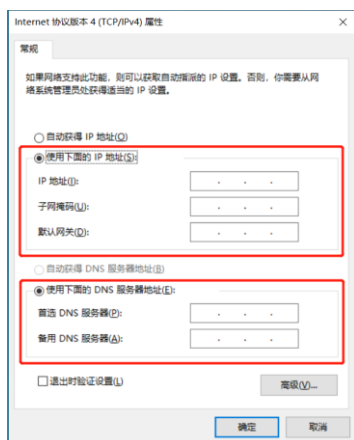 Internet 协议版本 4 (TCP/IPv4) 属性
常规
如果网络支持此功能，则可以获取自动指派的 IP 设置。否则，你需要从网
络系统管理员处获得适当的 IP 设置。
自动获得 IP 地址(O)
使用下面的 IP 地址(S):
IP 地址(I):
子网掩码(U):
默认网关(D):
自动获得 DNS 服务器地址(B)
使用下面的 DNS 服务器地址(E):
首选 DNS 服务器(P):
备用 DNS 服务器(A):
退出时验证设置(L)
高级(V)...
确定
取消